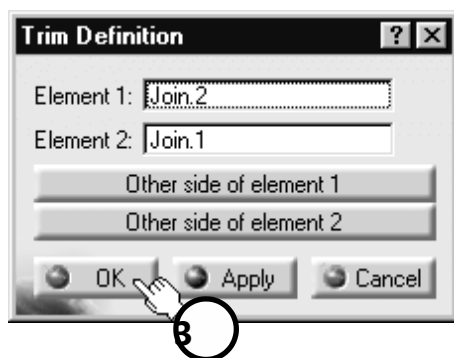 Trim Definition ? X
Element 1: Join.2
Element 2: Join.1
Other side of element 1
Other side of element 2
OK Apply Cancel
3